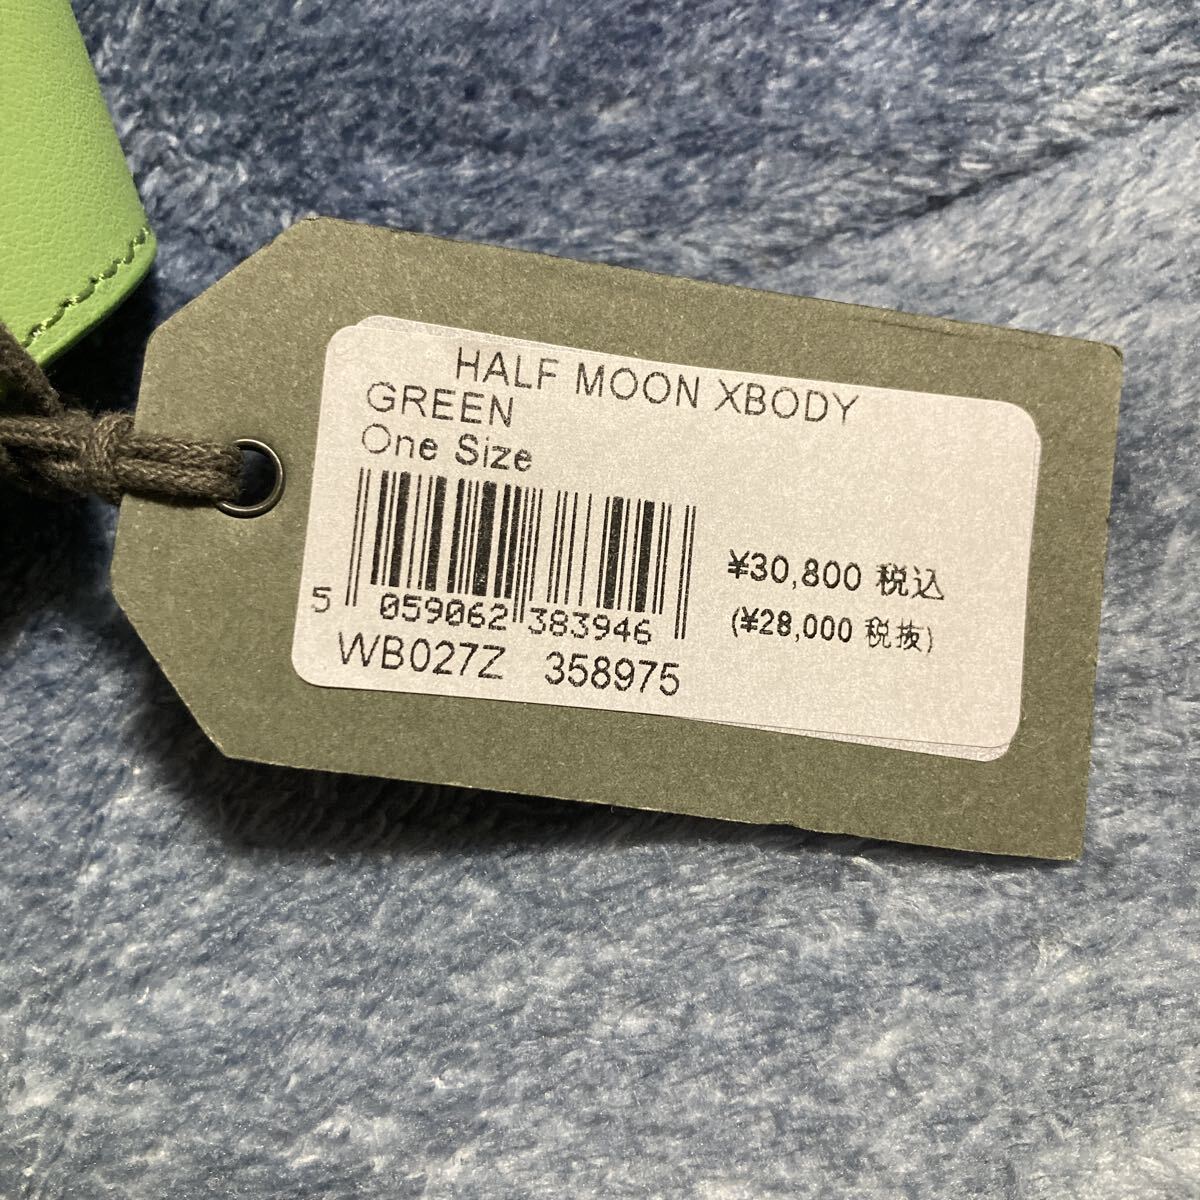 HALF MOON XBODY
GREEN
One Size
¥30,800 税込
(¥28,000 税抜)
5 059062 383946
WB027Z 358975